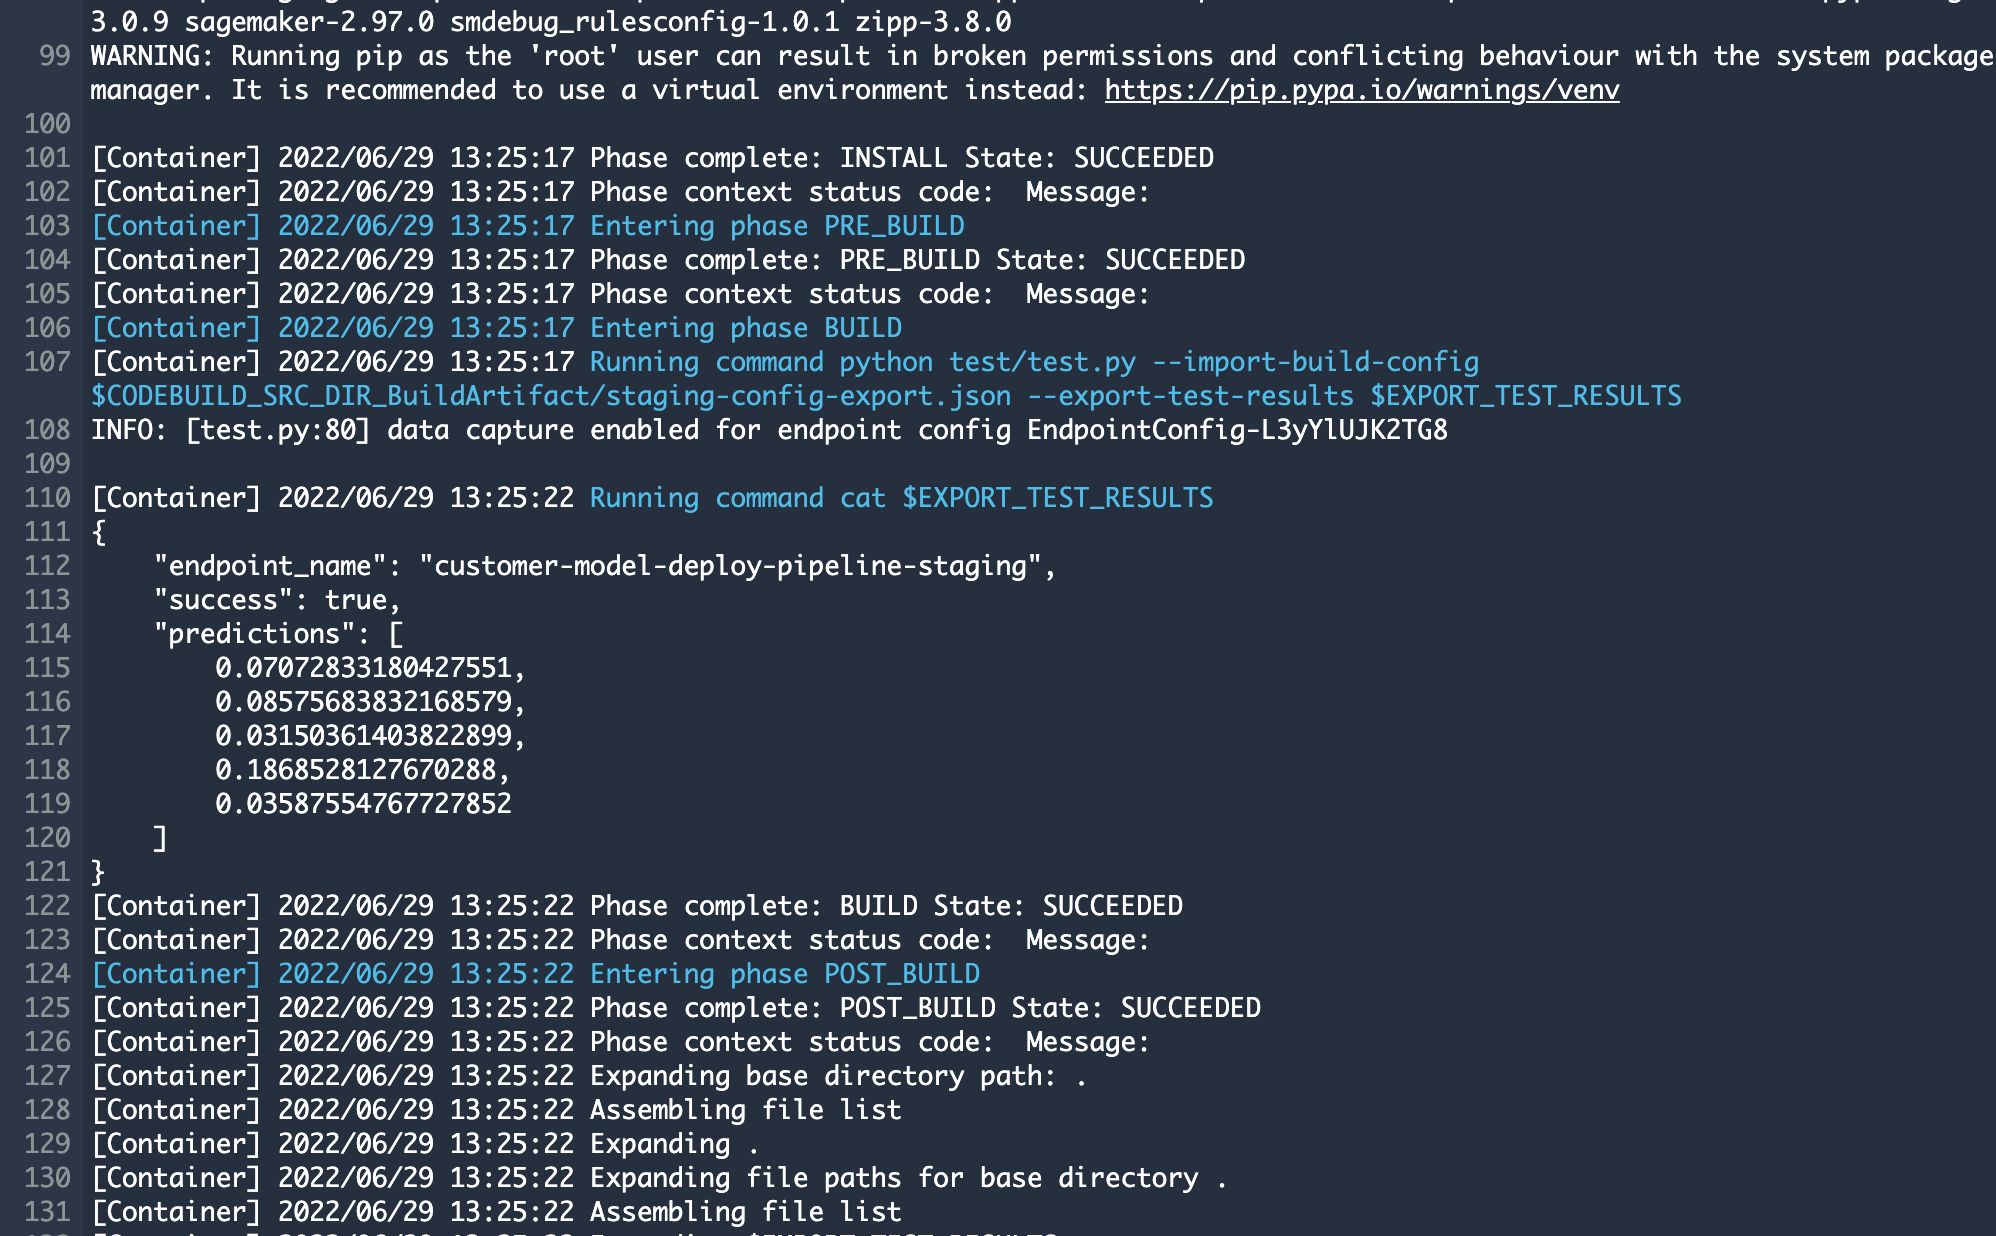 3.0.9 sagemaker-2.97.0 smdebug_rulesconfig-1.0.1 zipp-3.8.0
99 WARNING: Running pip as the 'root' user can result in broken permissions and conflicting behaviour with the system package
manager. It is recommended to use a virtual environment instead: https://pip.pypa.io/warnings/venv
100
101 [Container] 2022/06/29 13:25:17 Phase complete: INSTALL State: SUCCEEDED
102 [Container] 2022/06/29 13:25:17 Phase context status code:  Message:
103 [Container] 2022/06/29 13:25:17 Entering phase PRE_BUILD
104 [Container] 2022/06/29 13:25:17 Phase complete: PRE_BUILD State: SUCCEEDED
105 [Container] 2022/06/29 13:25:17 Phase context status code:  Message:
106 [Container] 2022/06/29 13:25:17 Entering phase BUILD
107 [Container] 2022/06/29 13:25:17 Running command python test/test.py --import-build-config
$CODEBUILD_SRC_DIR_BuildArtifact/staging-config-export.json --export-test-results $EXPORT_TEST_RESULTS
108 INFO: [test.py:80] data capture enabled for endpoint config EndpointConfig-L3yYlUJK2TG8
109
110 [Container] 2022/06/29 13:25:22 Running command cat $EXPORT_TEST_RESULTS
111 {
112     "endpoint_name": "customer-model-deploy-pipeline-staging",
113     "success": true,
114     "predictions": [
115         0.07072833180427551,
116         0.08575683832168579,
117         0.03150361403822899,
118         0.1868528127670288,
119         0.03587554767727852
120     ]
121 }
122 [Container] 2022/06/29 13:25:22 Phase complete: BUILD State: SUCCEEDED
123 [Container] 2022/06/29 13:25:22 Phase context status code:  Message:
124 [Container] 2022/06/29 13:25:22 Entering phase POST_BUILD
125 [Container] 2022/06/29 13:25:22 Phase complete: POST_BUILD State: SUCCEEDED
126 [Container] 2022/06/29 13:25:22 Phase context status code:  Message:
127 [Container] 2022/06/29 13:25:22 Expanding base directory path: .
128 [Container] 2022/06/29 13:25:22 Assembling file list
129 [Container] 2022/06/29 13:25:22 Expanding .
130 [Container] 2022/06/29 13:25:22 Expanding file paths for base directory .
131 [Container] 2022/06/29 13:25:22 Assembling file list